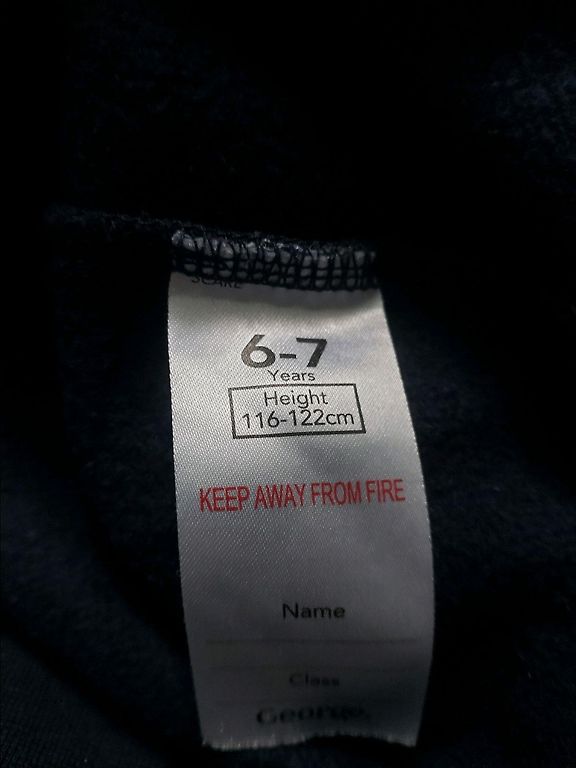 6-7
Years
Height
116-122cm
KEEP AWAY FROM FIRE
Name
Class
George.